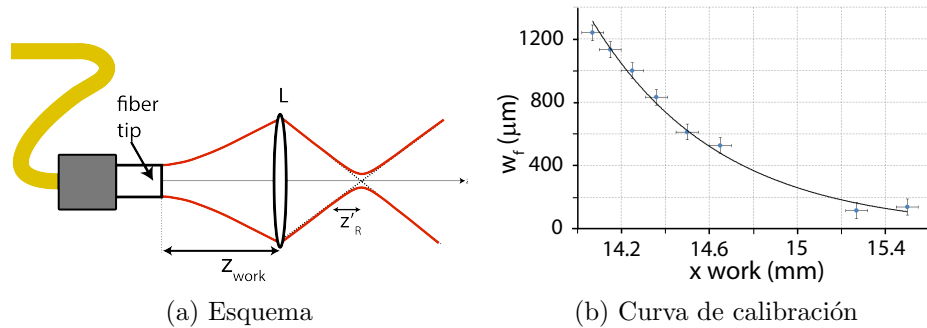 fiber
tip
L
z'R
zwork
(a) Esquema
1200
800
400
0
wf (μm)
14.2
14.6
15
15.4
x work (mm)
(b) Curva de calibración